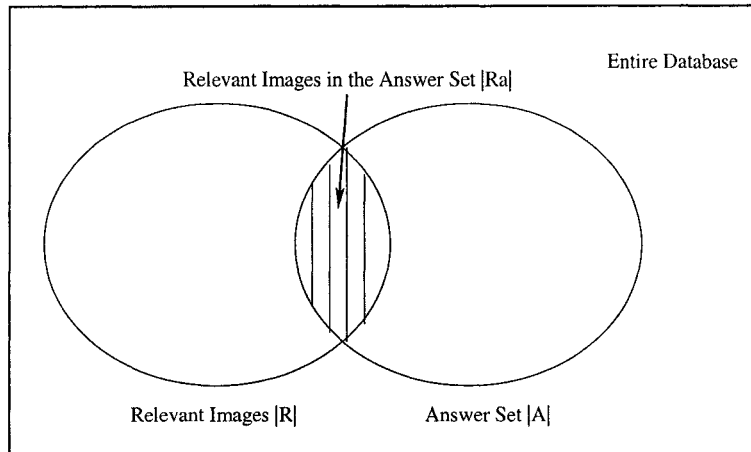 Entire Database
Relevant Images in the Answer Set |Ra|
Relevant Images |R|
Answer Set |A|